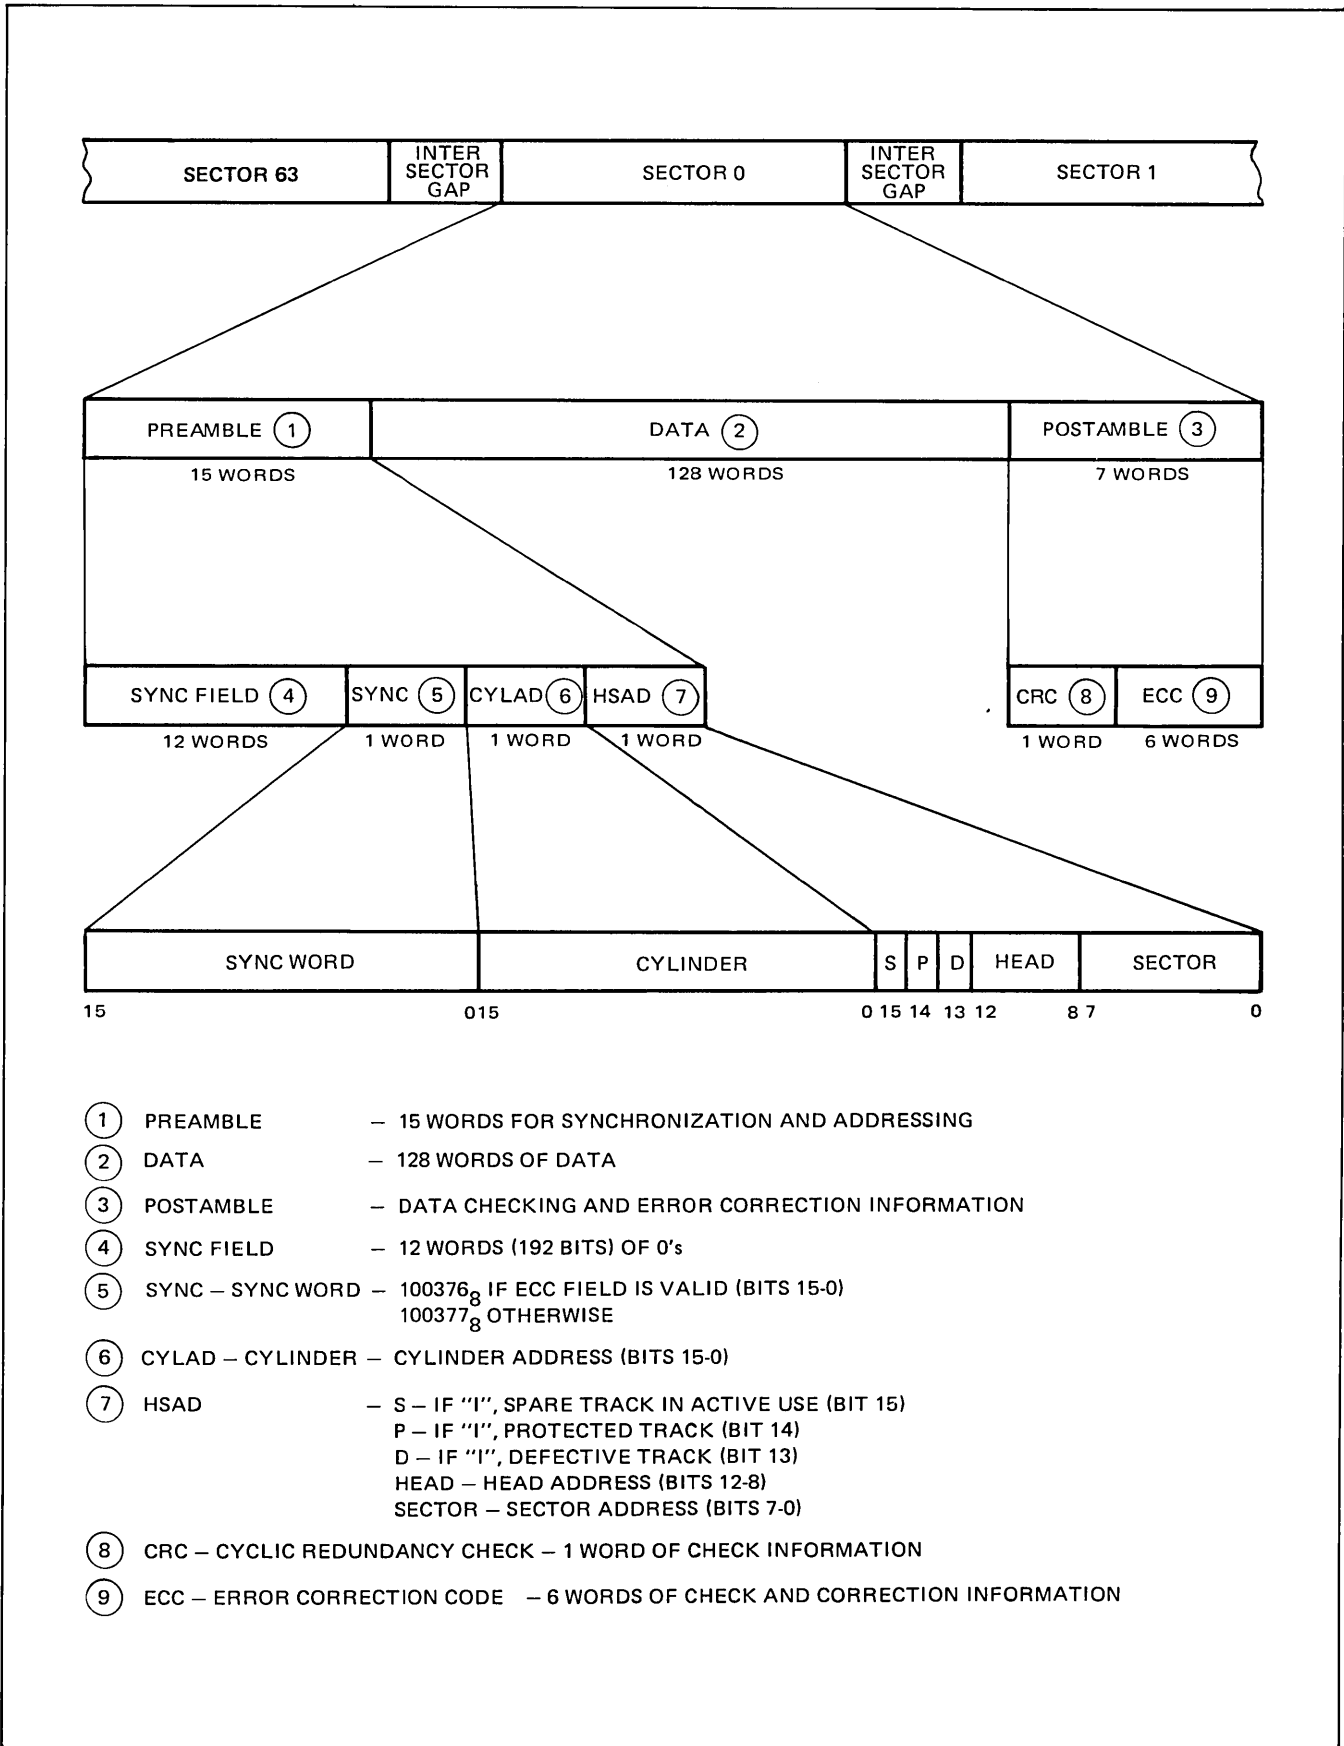 SECTOR 63
INTER
SECTOR
GAP
SECTOR 0
INTER
SECTOR
GAP
SECTOR 1
PREAMBLE 1
DATA 2
POSTAMBLE 3
15 WORDS
128 WORDS
7 WORDS
SYNC FIELD 4
SYNC 5
CYLAD 6
HSAD 7
CRC 8
ECC 9
12 WORDS
1 WORD
1 WORD
1 WORD
1 WORD
6 WORDS
SYNC WORD
CYLINDER
S
P
D
HEAD
SECTOR
15 015 0 15 14 13 12 8 7 0
1 PREAMBLE — 15 WORDS FOR SYNCHRONIZATION AND ADDRESSING
2 DATA — 128 WORDS OF DATA
3 POSTAMBLE — DATA CHECKING AND ERROR CORRECTION INFORMATION
4 SYNC FIELD — 12 WORDS (192 BITS) OF 0's
5 SYNC — SYNC WORD — 100376₈ IF ECC FIELD IS VALID (BITS 15-0)
100377₈ OTHERWISE
6 CYLAD — CYLINDER — CYLINDER ADDRESS (BITS 15-0)
7 HSAD — S — IF "I", SPARE TRACK IN ACTIVE USE (BIT 15)
P — IF "I", PROTECTED TRACK (BIT 14)
D — IF "I", DEFECTIVE TRACK (BIT 13)
HEAD — HEAD ADDRESS (BITS 12-8)
SECTOR — SECTOR ADDRESS (BITS 7-0)
8 CRC — CYCLIC REDUNDANCY CHECK — 1 WORD OF CHECK INFORMATION
9 ECC — ERROR CORRECTION CODE — 6 WORDS OF CHECK AND CORRECTION INFORMATION